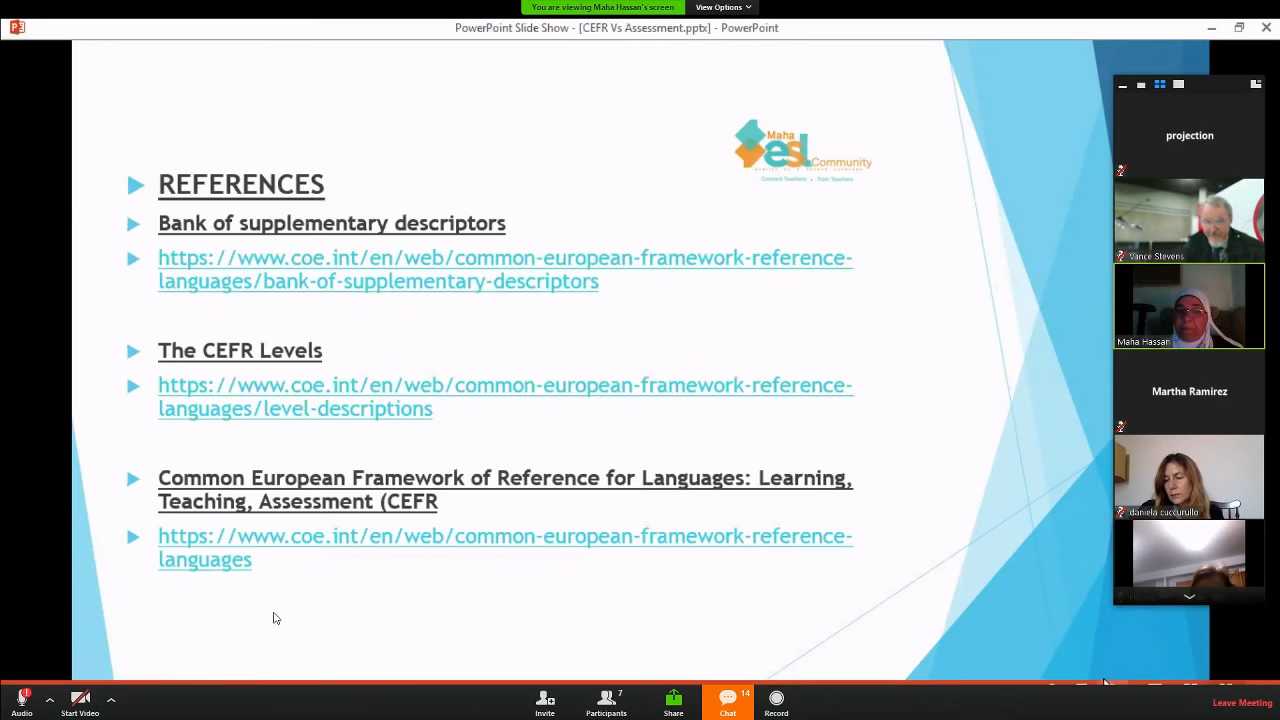 You are viewing Maha Hassan's screen
View Options
PowerPoint Slide Show - [CEFR Vs Assessment.pptx] - PowerPoint
Maha
esl
Community
Connect Teachers • Train Teachers
REFERENCES
Bank of supplementary descriptors
https://www.coe.int/en/web/common-european-framework-reference-
languages/bank-of-supplementary-descriptors
The CEFR Levels
https://www.coe.int/en/web/common-european-framework-reference-
languages/level-descriptions
Common European Framework of Reference for Languages: Learning,
Teaching, Assessment (CEFR
https://www.coe.int/en/web/common-european-framework-reference-
languages
projection
Vance Stevens
Maha Hassan
Martha Ramirez
daniela cuccurullo
Audio
Start Video
Invite
7
Participants
Share
14
Chat
Record
Leave Meeting